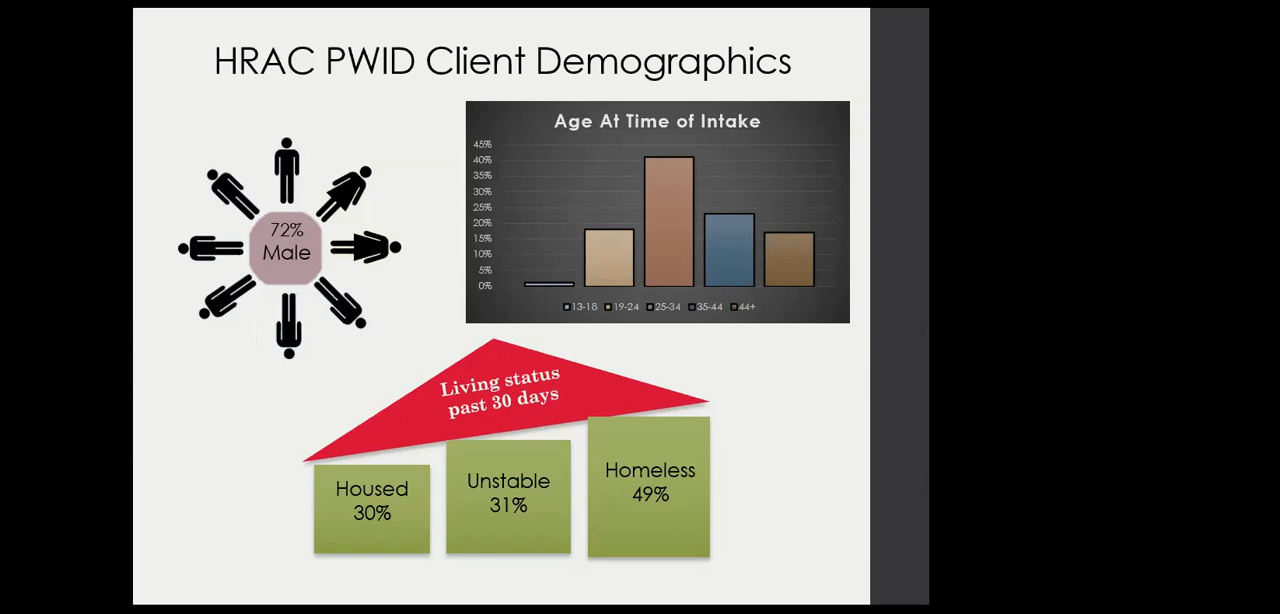 HRAC PWID Client Demographics
72%
Male
Age At Time of Intake
45%
40%
35%
30%
25%
20%
15%
10%
5%
0%
13-18 19-24 25-34 35-44 44+
Living status
past 30 days
Housed
30%
Unstable
31%
Homeless
49%